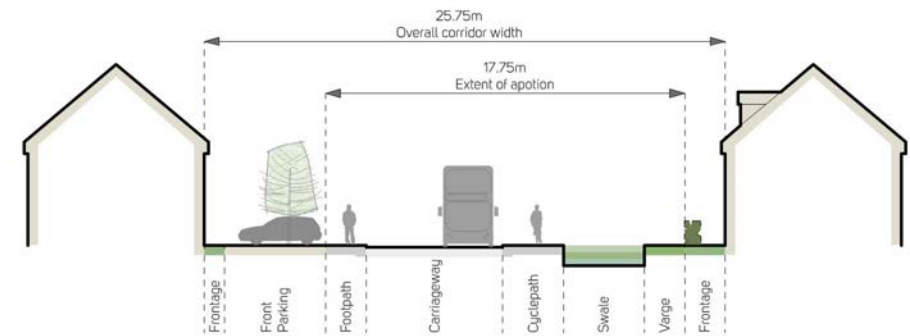 25.75m
Overall corridor width
17.75m
Extent of apotion
Frontage
Front
Parking
Footpath
Carriageway
Cyclepath
Swale
Varge
Frontage